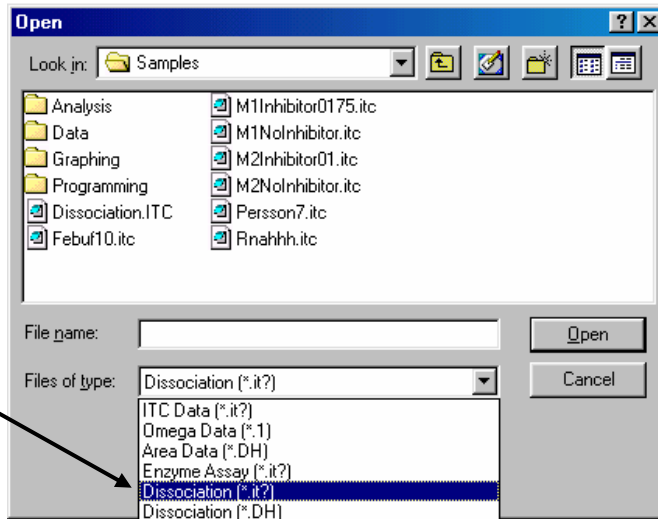 Open
Look in: Samples
Analysis
Data
Graphing
Programming
Dissociation.ITC
Febuf10.itc
M1Inhibitor0175.itc
M1NoInhibitor.itc
M2Inhibitor01.itc
M2NoInhibitor.itc
Persson7.itc
Rnahhh.itc
File name:
Open
Files of type: Dissociation (*.it?)
Cancel
ITC Data (*.it?)
Omega Data (*.1)
Area Data (*.DH)
Enzyme Assay (*.it?)
Dissociation (*.it?)
Dissociation (*.DH)